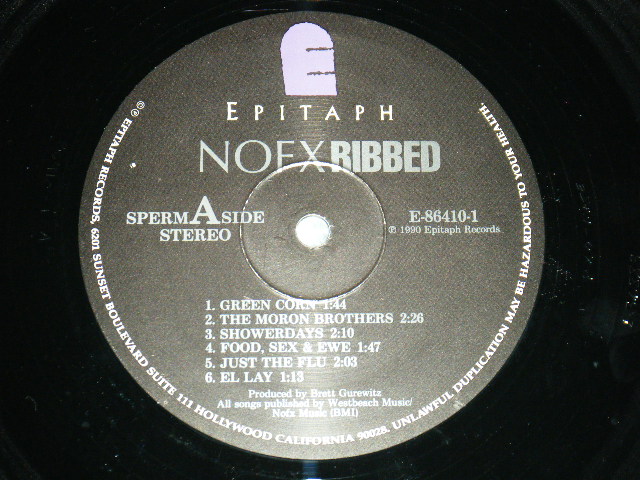 E
EPITAPH
NOFX RIBBED
SPERM A SIDE
STEREO
E-86410-1
℗ 1990 Epitaph Records
1. GREEN CORN 1:44
2. THE MORON BROTHERS 2:26
3. SHOWERDAYS 2:10
4. FOOD, SEX & EWE 1:47
5. JUST THE FLU 2:03
6. EL LAY 1:13
Produced by Brett Gurewitz
All songs published by Westbeach Music/
Nofx Music (BMI)
©℗ EPITAPH RECORDS, 6201 SUNSET BOULEVARD SUITE 111 HOLLYWOOD CALIFORNIA 90028. UNLAWFUL DUPLICATION MAY BE HAZARDOUS TO YOUR HEALTH.